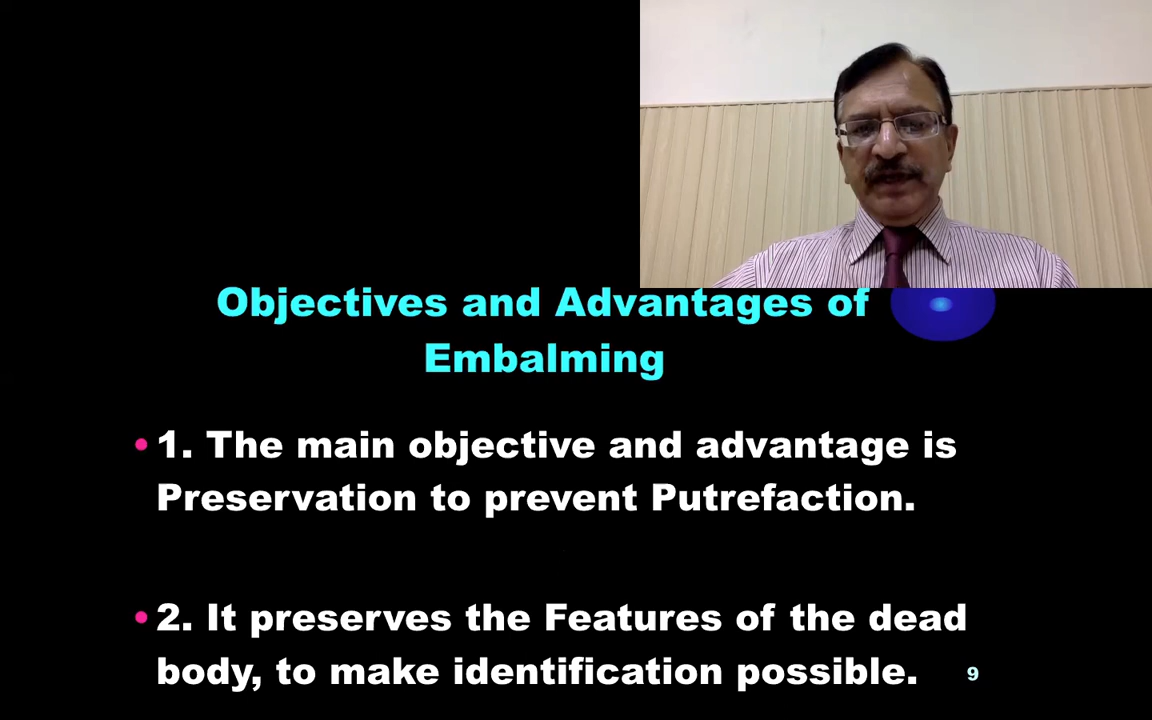 Objectives and Advantages of
Embalming
• 1. The main objective and advantage is
Preservation to prevent Putrefaction.
• 2. It preserves the Features of the dead
body, to make identification possible.
9